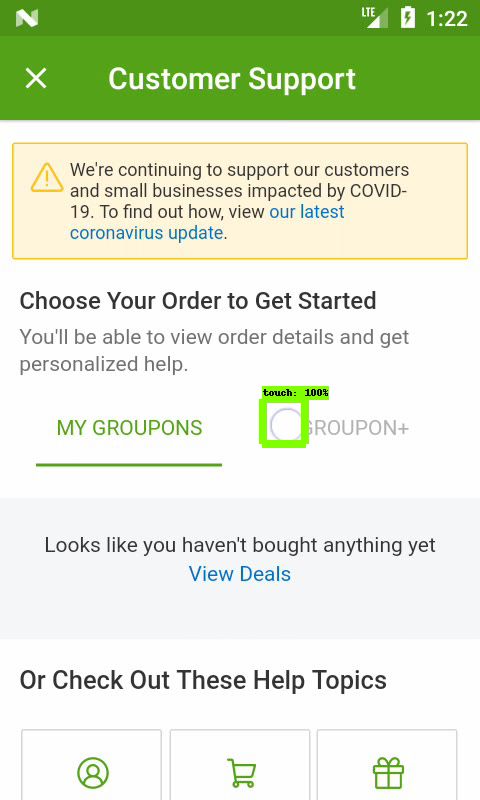 LTE 1:22
Customer Support
We're continuing to support our customers
and small businesses impacted by COVID-
19. To find out how, view our latest
coronavirus update.
Choose Your Order to Get Started
You'll be able to view order details and get
personalized help.
touch: 100%
MY GROUPONS GROUPON+
Looks like you haven't bought anything yet
View Deals
Or Check Out These Help Topics